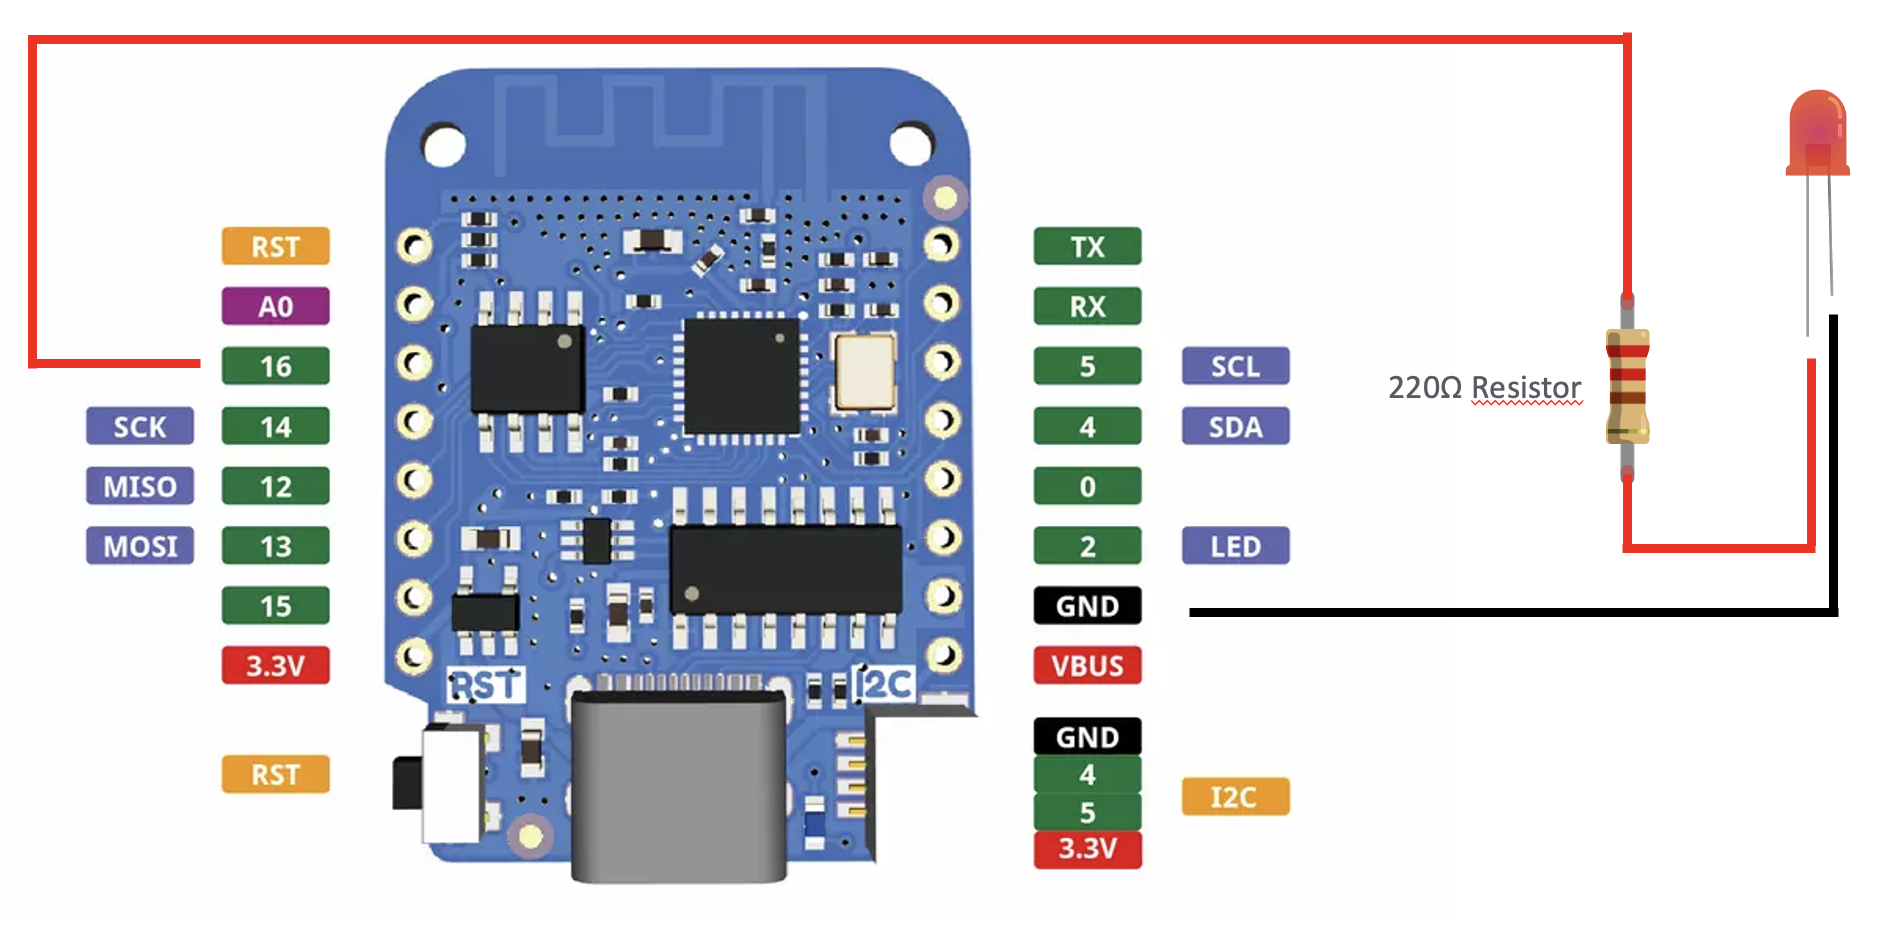 RST
A0
16
SCK 14
MISO 12
MOSI 13
15
3.3V
RST
RST
I2C
TX
RX
5 SCL
4 SDA
0
2 LED
GND
VBUS
GND
4
5
3.3V
I2C
220Ω Resistor